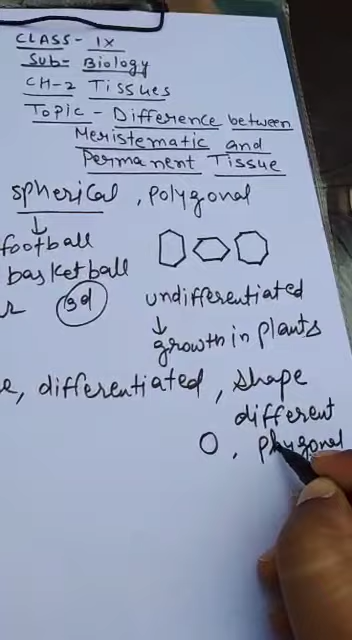 CLASS - IX
Sub- Biology
CH-2 Tissues
Topic - Difference between
Meristematic and
Permanent Tissue
spherical, polygonal
football
basketball
3d
undifferentiated
growth in plants
differentiated, shape
different